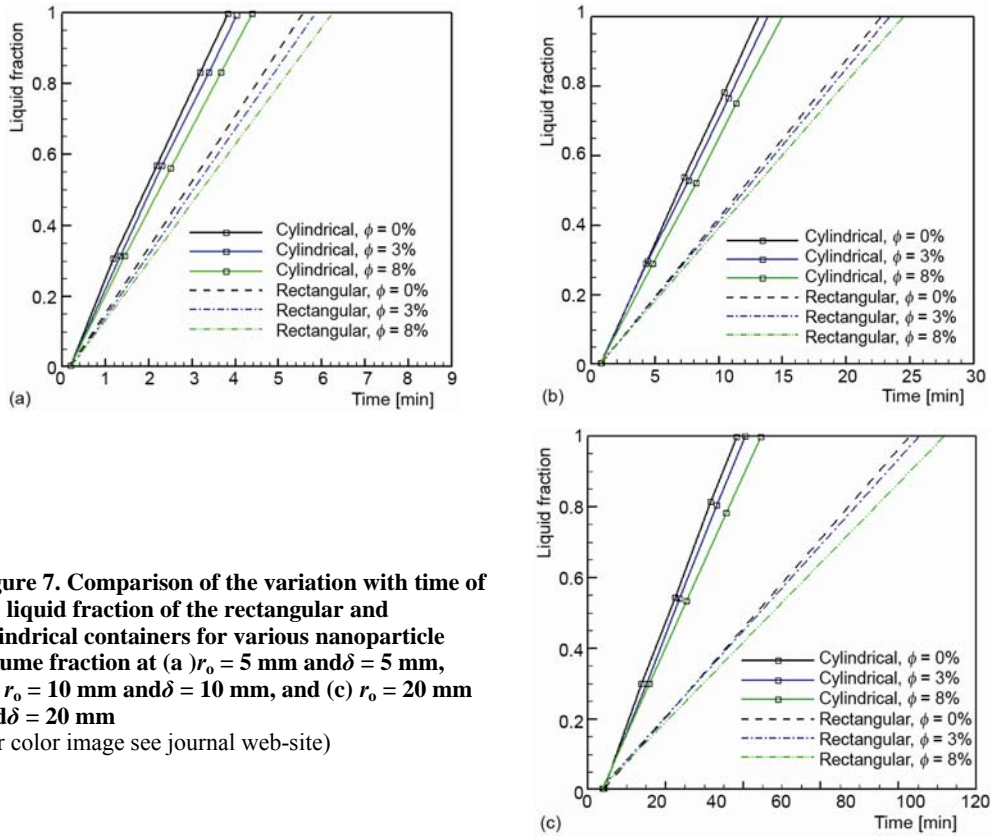 1
0.8
0.6
0.4
0.2
0
Liquid fraction
Cylindrical, ϕ = 0%
Cylindrical, ϕ = 3%
Cylindrical, ϕ = 8%
Rectangular, ϕ = 0%
Rectangular, ϕ = 3%
Rectangular, ϕ = 8%
0 1 2 3 4 5 6 7 8 9
(a) Time [min]
1
0.8
0.6
0.4
0.2
0
Liquid fraction
Cylindrical, ϕ = 0%
Cylindrical, ϕ = 3%
Cylindrical, ϕ = 8%
Rectangular, ϕ = 0%
Rectangular, ϕ = 3%
Rectangular, ϕ = 8%
5 10 15 20 25 30
(b) Time [min]
gure 7. Comparison of the variation with time of
liquid fraction of the rectangular and
indrical containers for various nanoparticle
ume fraction at (a )rₒ = 5 mm andδ = 5 mm,
rₒ = 10 mm andδ = 10 mm, and (c) rₒ = 20 mm
dδ = 20 mm
r color image see journal web-site)
1
0.8
0.6
0.4
0.2
0
Liquid fraction
Cylindrical, ϕ = 0%
Cylindrical, ϕ = 3%
Cylindrical, ϕ = 8%
Rectangular, ϕ = 0%
Rectangular, ϕ = 3%
Rectangular, ϕ = 8%
20 40 60 80 100 120
(c) Time [min]